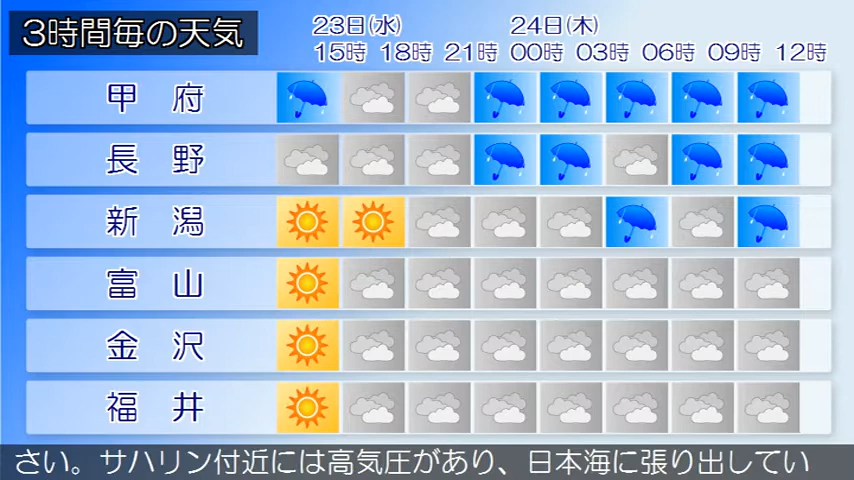 3時間毎の天気
23日(水) 24日(木)
15時 18時 21時 00時 03時 06時 09時 12時
甲府
長野
新潟
富山
金沢
福井
さい。サハリン付近には高気圧があり、日本海に張り出してい